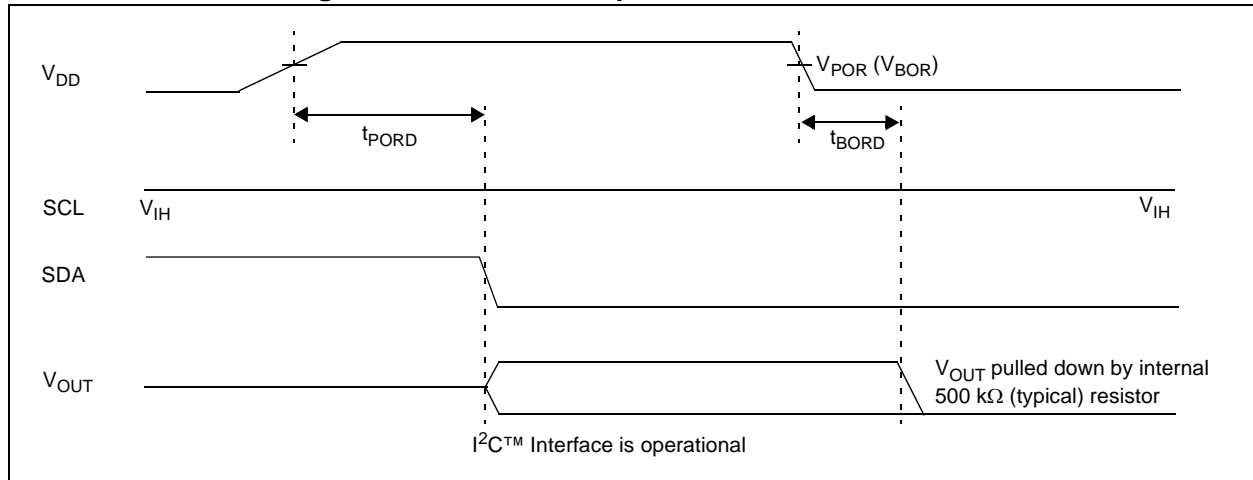 V_DD
V_POR (V_BOR)
t_PORD
t_BORD
SCL
V_IH
V_IH
SDA
V_OUT
V_OUT pulled down by internal
500 kΩ (typical) resistor
I²C™ Interface is operational